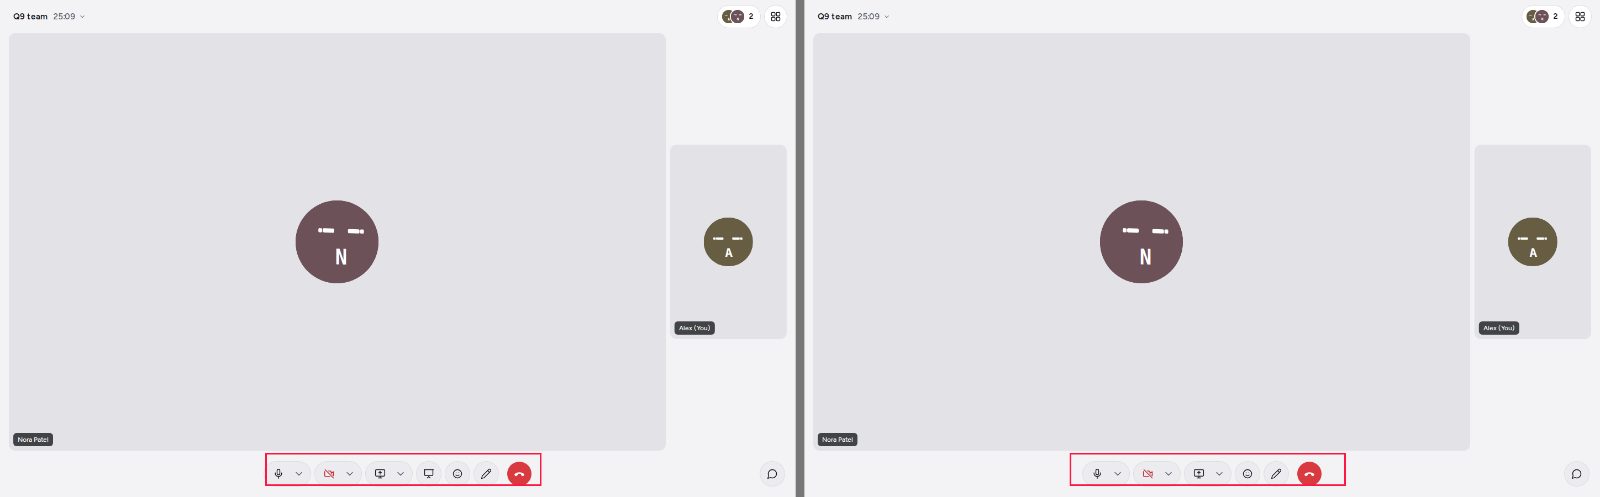 Q9 team 25:09
2
N
A
Alex (You)
Nora Patel
Q9 team 25:09
2
N
A
Alex (You)
Nora Patel